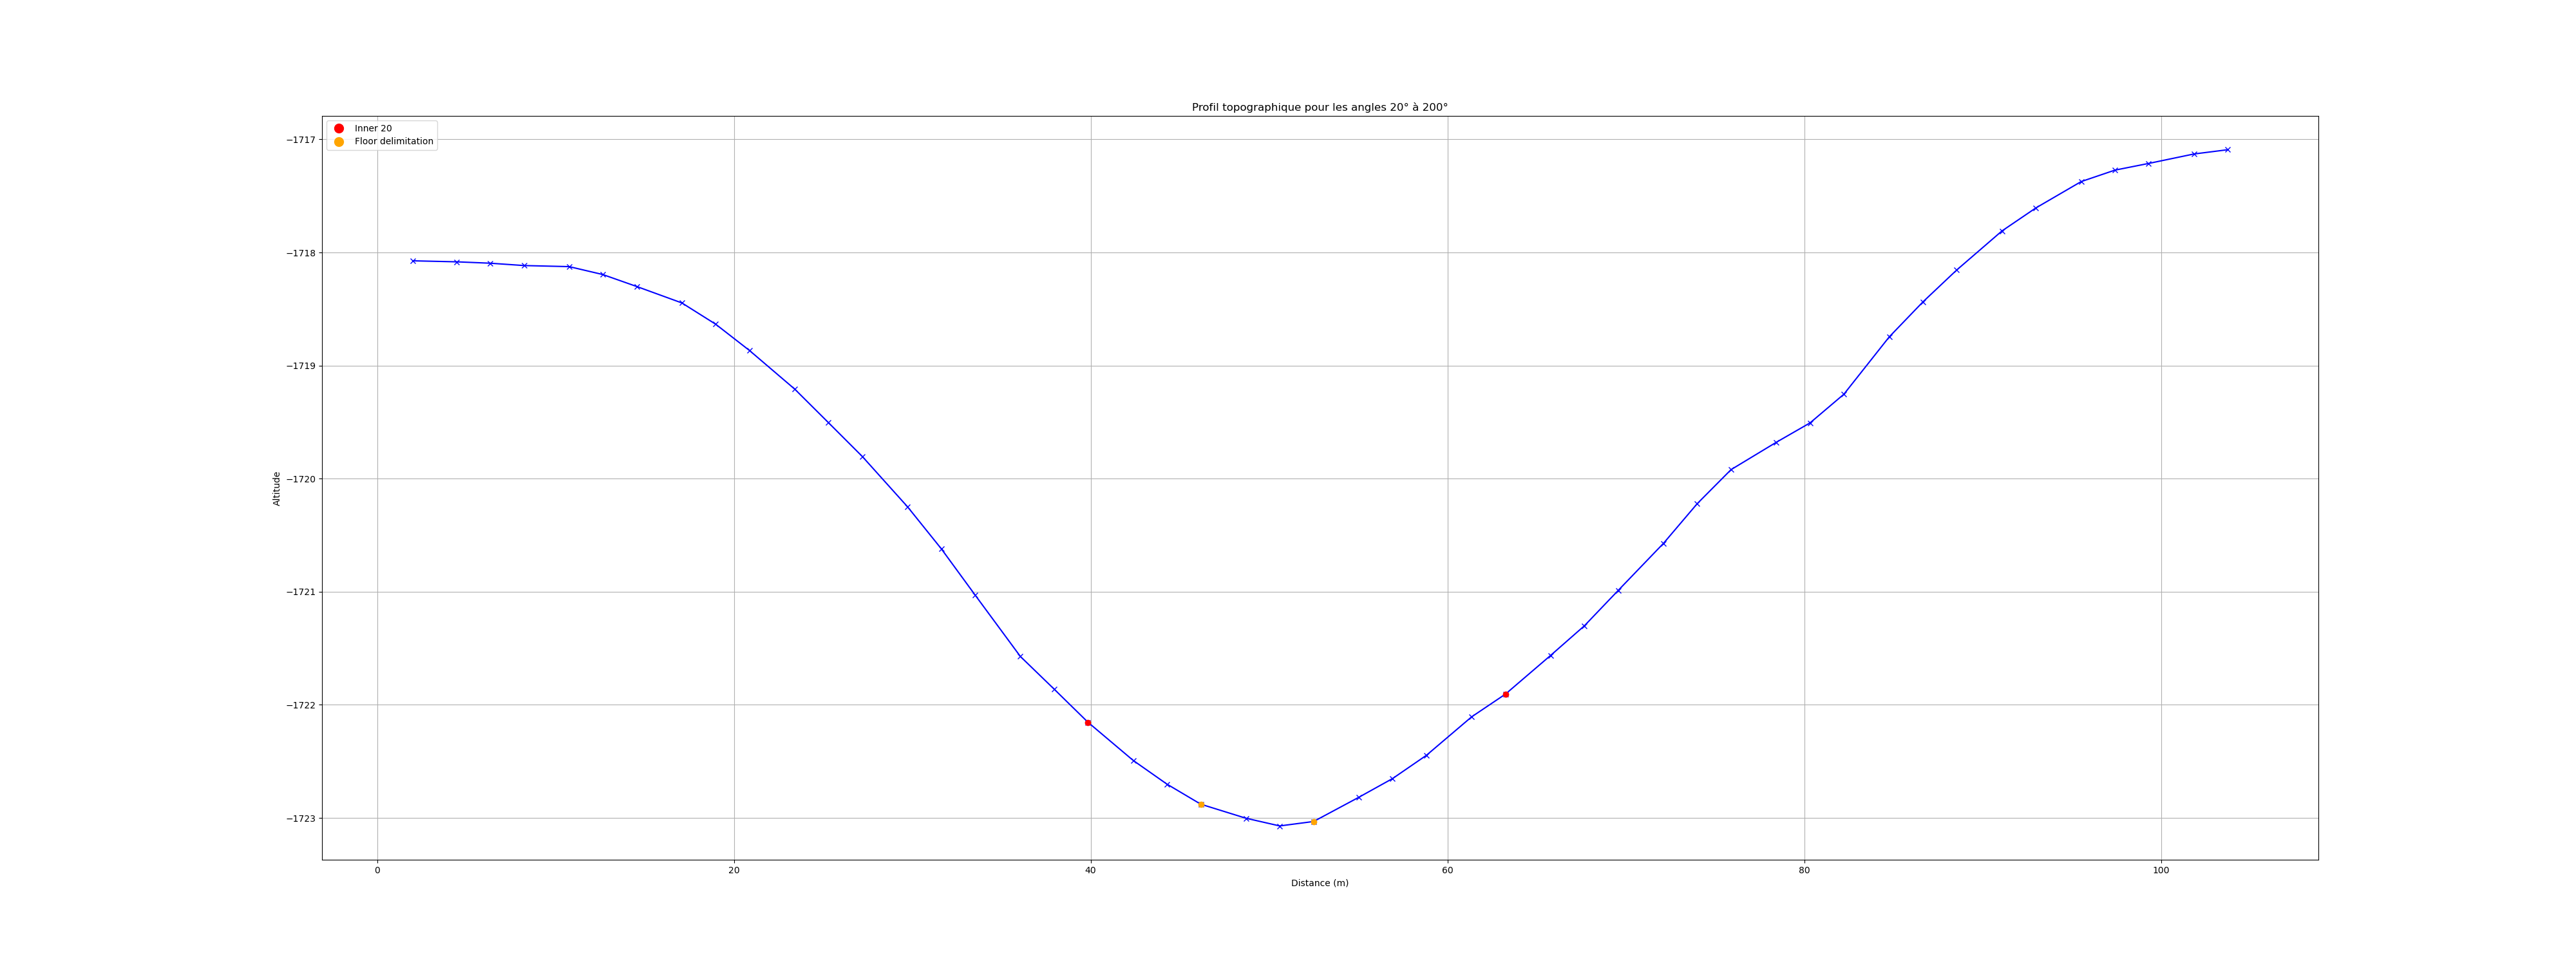 Profil topographique pour les angles 20° à 200°
Inner 20
Floor delimitation
−1717
−1718
−1719
−1720
−1721
−1722
−1723
Altitude
0
20
40
60
80
100
Distance (m)